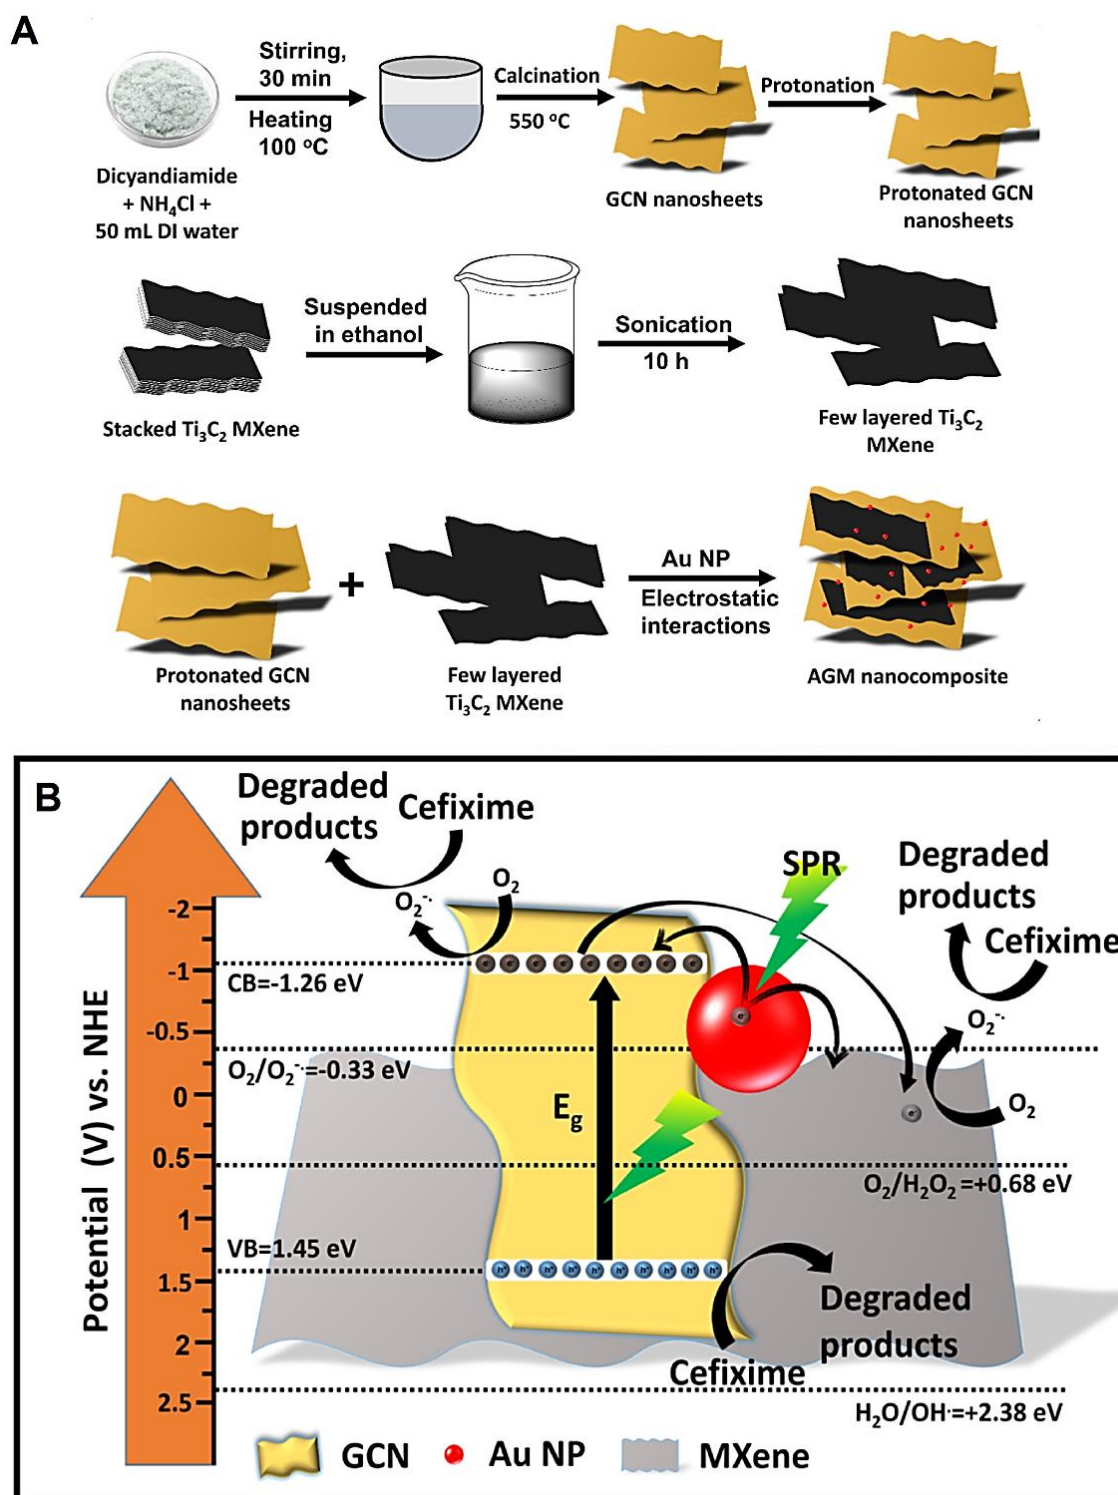 A
Stirring,
30 min
Heating
100 °C
Calcination
550 °C
Protonation
Dicyandiamide
+ NH₄Cl +
50 mL DI water
GCN nanosheets
Protonated GCN
nanosheets
Suspended
in ethanol
Sonication
10 h
Stacked Ti₃C₂ MXene
Few layered Ti₃C₂
MXene
+
Au NP
Electrostatic
interactions
Protonated GCN
nanosheets
Few layered
Ti₃C₂ MXene
AGM nanocomposite
B
Degraded
products
Cefixime
O₂
O₂⁻·
SPR
Degraded
products
Cefixime
O₂⁻·
O₂
Potential (V) vs. NHE
-2
-1
-0.5
0
0.5
1
1.5
2
2.5
CB=-1.26 eV
O₂/O₂⁻·=-0.33 eV
Eg
O₂/H₂O₂ =+0.68 eV
VB=1.45 eV
e⁻ e⁻ e⁻ e⁻ e⁻ e⁻ e⁻ e⁻ e⁻
e⁻
e⁻
h⁺ h⁺ h⁺ h⁺ h⁺ h⁺ h⁺ h⁺ h⁺ h⁺
Degraded
products
Cefixime
H₂O/OH·=+2.38 eV
GCN
Au NP
MXene